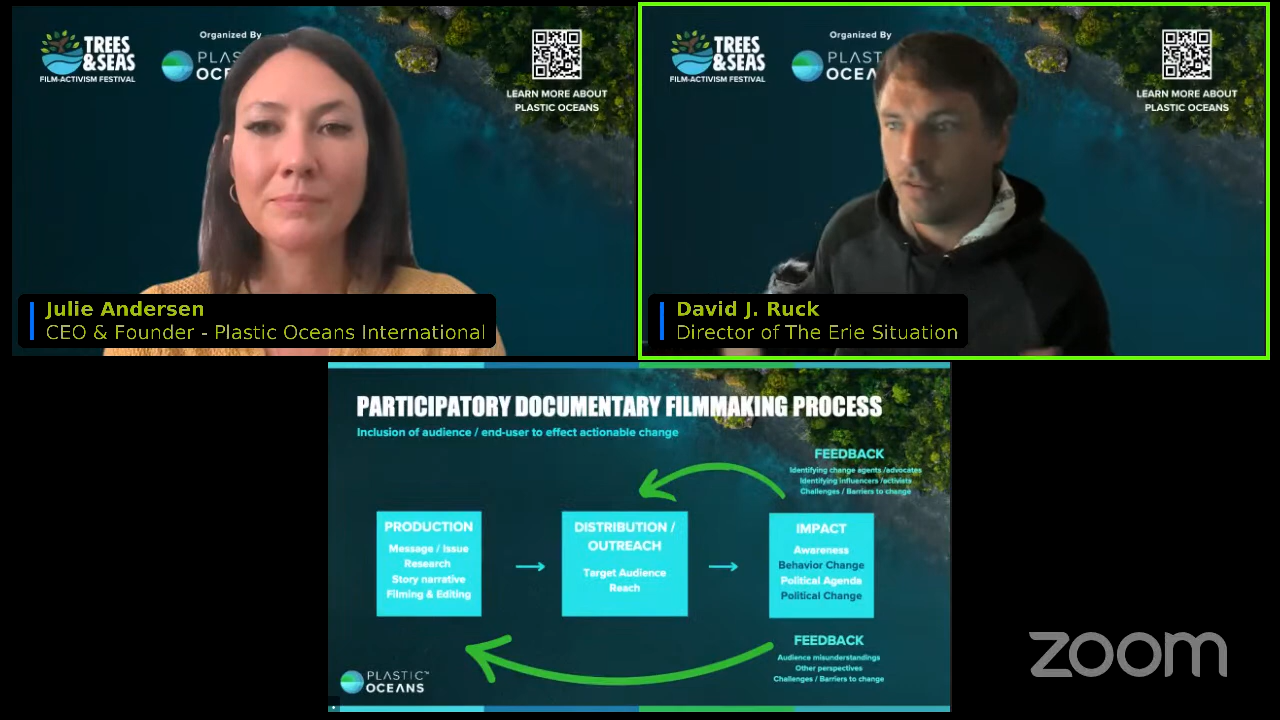 TREES
&SEAS
FILM-ACTIVISM FESTIVAL
Organized By
PLAS
OCE
LEARN MORE ABOUT
PLASTIC OCEANS
Julie Andersen
CEO & Founder - Plastic Oceans International
TREES
&SEAS
FILM-ACTIVISM FESTIVAL
Organized By
PLASTIC
OCEA
LEARN MORE ABOUT
PLASTIC OCEANS
David J. Ruck
Director of The Erie Situation
PARTICIPATORY DOCUMENTARY FILMMAKING PROCESS
Inclusion of audience / end-user to effect actionable change
FEEDBACK
Identifying change agents /advocates
Identifying influencers /activists
Challenges / Barriers to change
PRODUCTION
Message / Issue
Research
Story narrative
Filming & Editing
DISTRIBUTION /
OUTREACH
Target Audience
Reach
IMPACT
Awareness
Behavior Change
Political Agenda
Political Change
FEEDBACK
Audience misunderstandings
Other perspectives
Challenges / Barriers to change
PLASTIC™
OCEANS
zoom